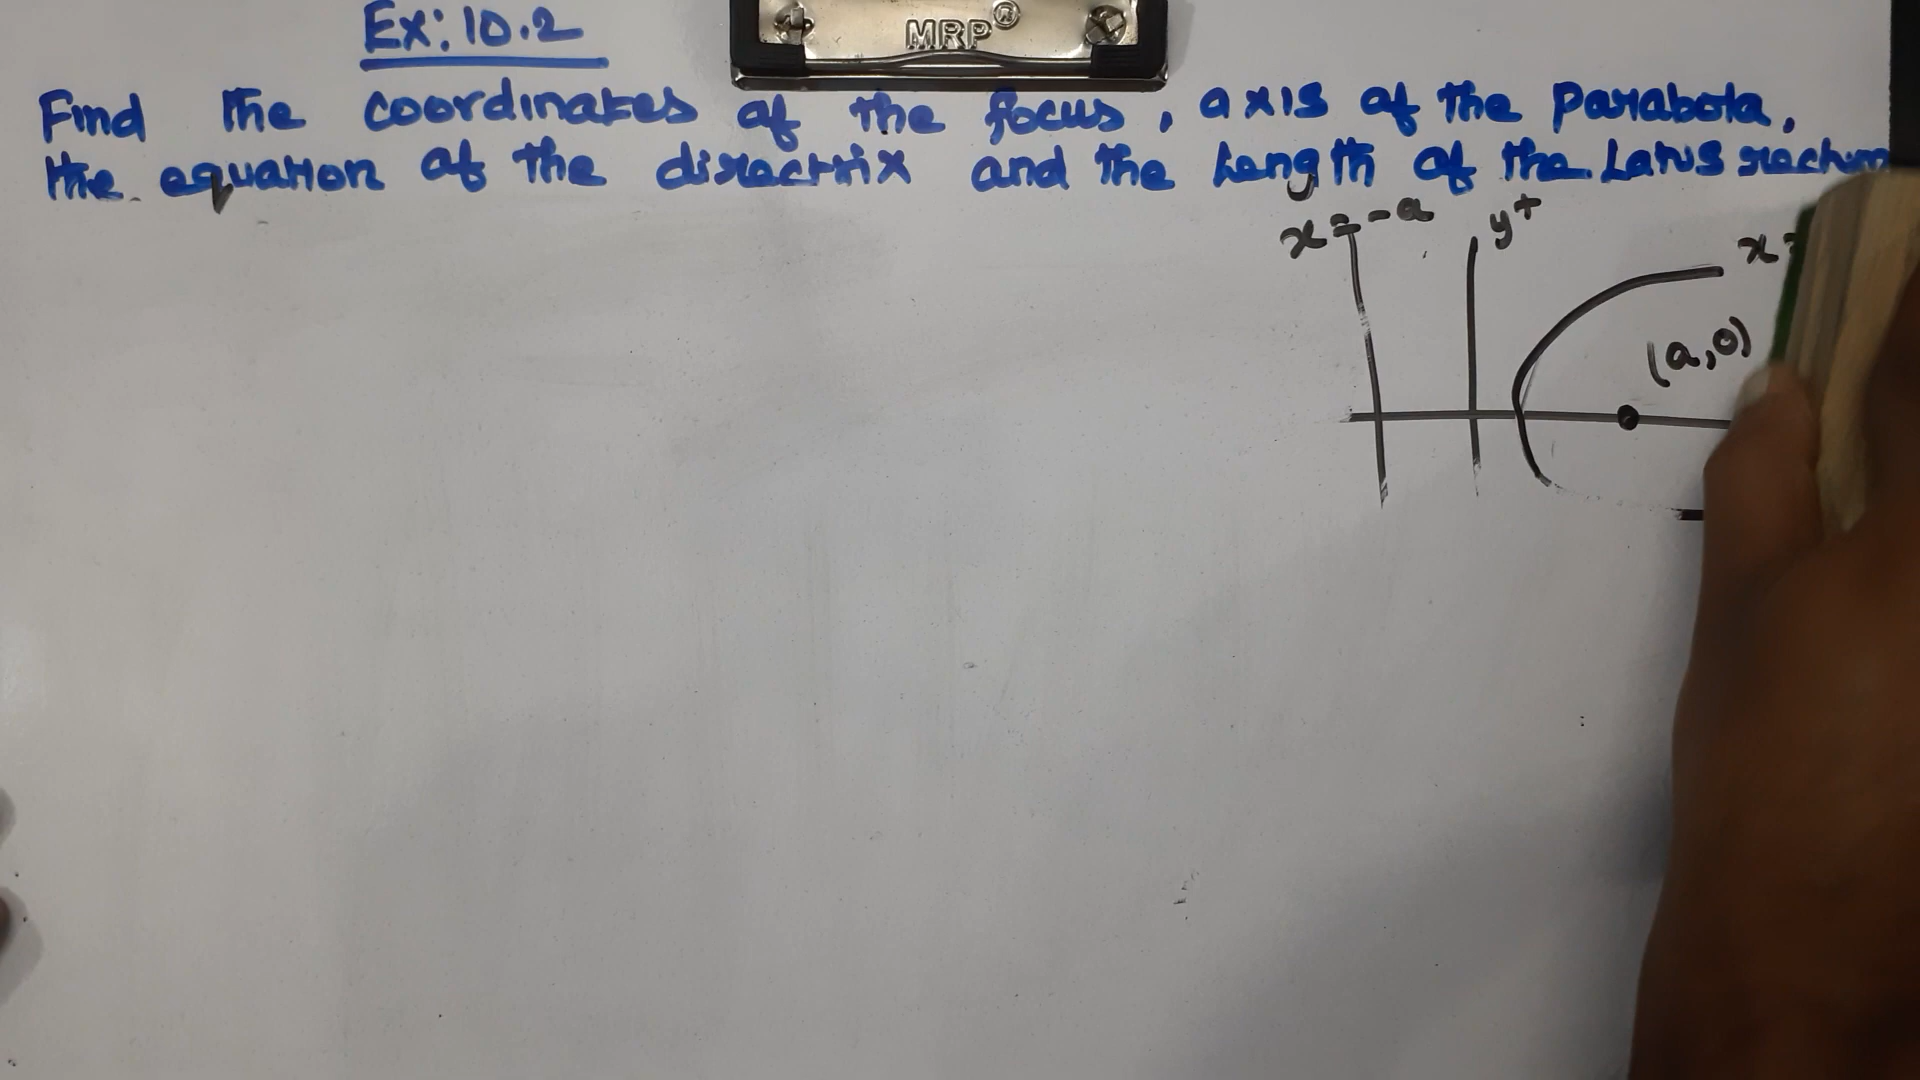 Ex: 10.2
MRP®
Find the coordinates of the focus, axis of the parabola,
the equation of the directrix and the length of the Latus rectum
x = -a
y+
x
(a,0)